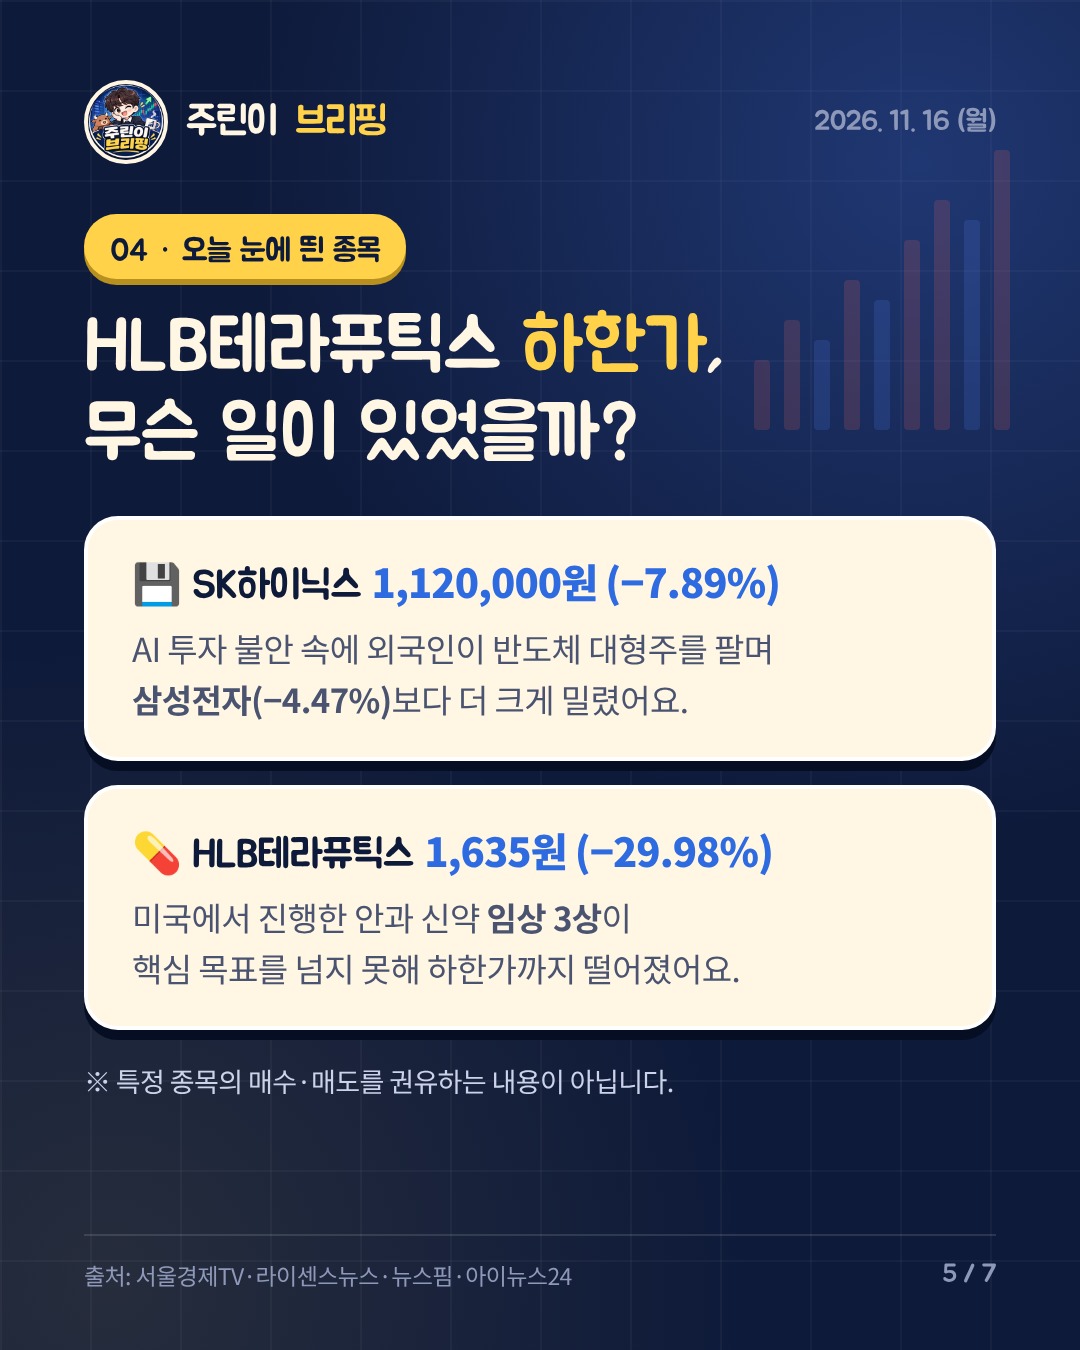 주린이 브리핑
주린이 브리핑
2026. 11. 16 (월)
04 · 오늘 눈에 띈 종목
HLB테라퓨틱스 하한가,
무슨 일이 있었을까?
SK하이닉스 1,120,000원 (−7.89%)
AI 투자 불안 속에 외국인이 반도체 대형주를 팔며
삼성전자(−4.47%)보다 더 크게 밀렸어요.
HLB테라퓨틱스 1,635원 (−29.98%)
미국에서 진행한 안과 신약 임상 3상이
핵심 목표를 넘지 못해 하한가까지 떨어졌어요.
※ 특정 종목의 매수·매도를 권유하는 내용이 아닙니다.
출처: 서울경제TV·라이센스뉴스·뉴스핌·아이뉴스24
5 / 7